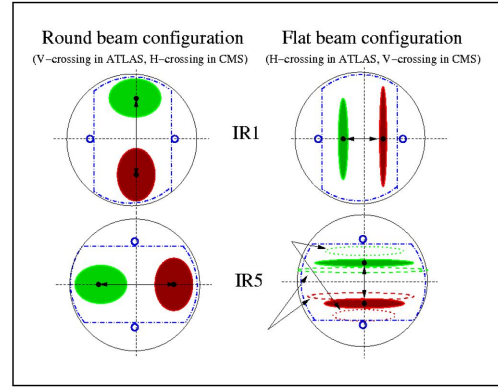 Round beam configuration
(V−crossing in ATLAS, H−crossing in CMS)
Flat beam configuration
(H−crossing in ATLAS, V−crossing in CMS)
IR1
IR5